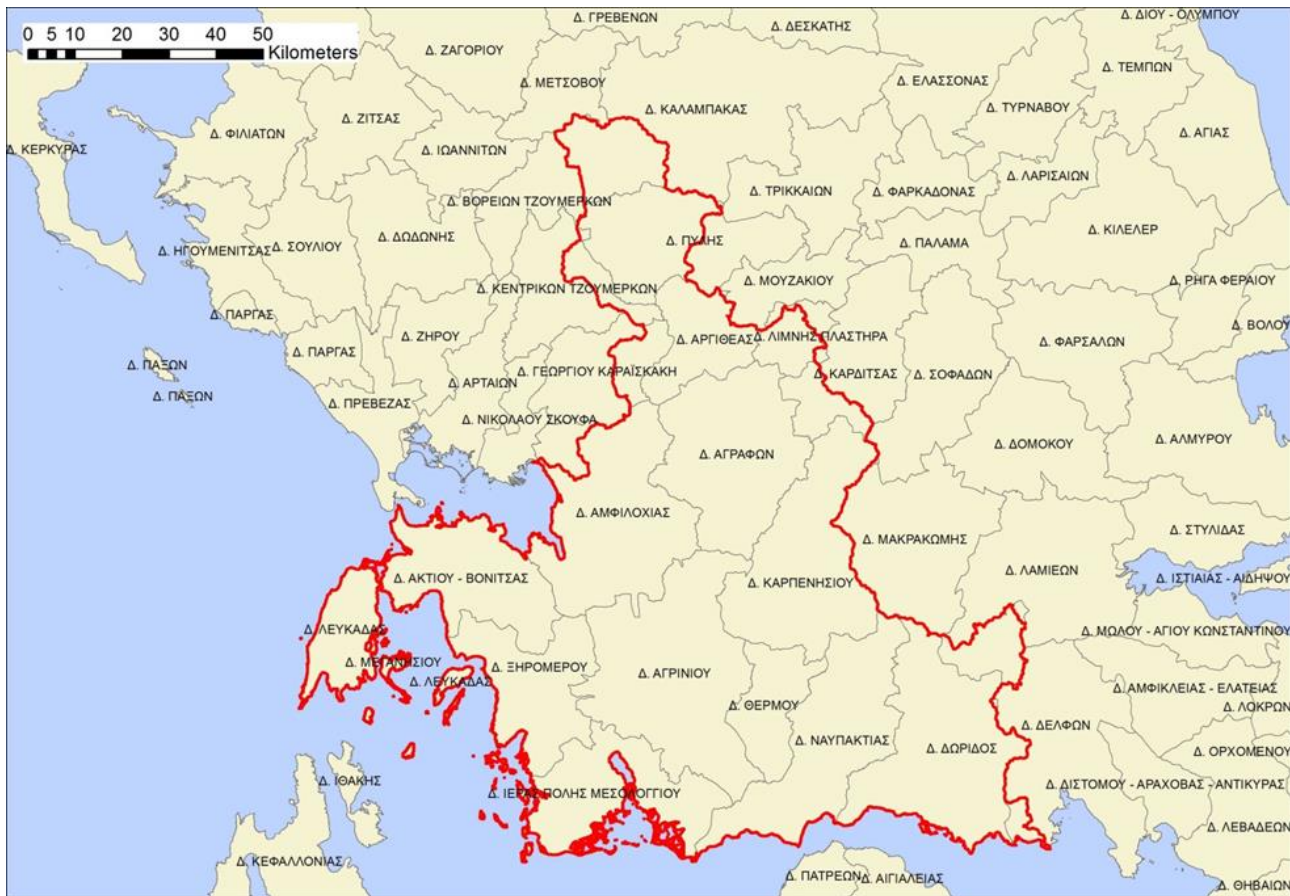 0 5 10 20 30 40 50
Kilometers
Δ. ΓΡΕΒΕΝΩΝ
Δ. ΔΕΣΚΑΤΗΣ
Δ. ΔΙΟΥ - ΟΛΥΜΠΟΥ
Δ. ΖΑΓΟΡΙΟΥ
Δ. ΜΕΤΣΟΒΟΥ
Δ. ΕΛΑΣΣΟΝΑΣ
Δ. ΤΕΜΠΩΝ
Δ. ΚΑΛΑΜΠΑΚΑΣ
Δ. ΤΥΡΝΑΒΟΥ
Δ. ΖΙΤΣΑΣ
Δ. ΦΙΛΙΑΤΩΝ
Δ. ΑΓΙΑΣ
Δ. ΚΕΡΚΥΡΑΣ
Δ. ΙΩΑΝΝΙΤΩΝ
Δ. ΛΑΡΙΣΑΙΩΝ
Δ. ΤΡΙΚΚΑΙΩΝ
Δ. ΦΑΡΚΑΔΟΝΑΣ
Δ. ΒΟΡΕΙΩΝ ΤΖΟΥΜΕΡΚΩΝ
Δ. ΚΙΛΕΛΕΡ
Δ. ΔΩΔΩΝΗΣ
Δ. ΠΥΛΗΣ
Δ. ΠΑΛΑΜΑ
Δ. ΗΓΟΥΜΕΝΙΤΣΑΣ
Δ. ΣΟΥΛΙΟΥ
Δ. ΜΟΥΖΑΚΙΟΥ
Δ. ΡΗΓΑ ΦΕΡΑΙΟΥ
Δ. ΚΕΝΤΡΙΚΩΝ ΤΖΟΥΜΕΡΚΩΝ
Δ. ΠΑΡΓΑΣ
Δ. ΒΟΛΟΥ
Δ. ΖΗΡΟΥ
Δ. ΑΡΓΙΘΕΑΣ
Δ. ΛΙΜΝΗΣ ΠΛΑΣΤΗΡΑ
Δ. ΦΑΡΣΑΛΩΝ
Δ. ΠΑΡΓΑΣ
Δ. ΠΑΞΩΝ
Δ. ΓΕΩΡΓΙΟΥ ΚΑΡΑΪΣΚΑΚΗ
Δ. ΚΑΡΔΙΤΣΑΣ
Δ. ΣΟΦΑΔΩΝ
Δ. ΑΡΤΑΙΩΝ
Δ. ΠΑΞΩΝ
Δ. ΠΡΕΒΕΖΑΣ
Δ. ΝΙΚΟΛΑΟΥ ΣΚΟΥΦΑ
Δ. ΔΟΜΟΚΟΥ
Δ. ΑΛΜΥΡΟΥ
Δ. ΑΓΡΑΦΩΝ
Δ. ΑΜΦΙΛΟΧΙΑΣ
Δ. ΣΤΥΛΙΔΑΣ
Δ. ΜΑΚΡΑΚΩΜΗΣ
Δ. ΛΑΜΙΕΩΝ
Δ. ΑΚΤΙΟΥ - ΒΟΝΙΤΣΑΣ
Δ. ΚΑΡΠΕΝΗΣΙΟΥ
Δ. ΙΣΤΙΑΙΑΣ - ΑΙΔΗΨΟΥ
Δ. ΛΕΥΚΑΔΑΣ
Δ. ΜΩΛΟΥ - ΑΓΙΟΥ ΚΩΝΣΤΑΝΤΙΝΟΥ
Δ. ΜΕΓΑΝΗΣΙΟΥ
Δ. ΞΗΡΟΜΕΡΟΥ
Δ. ΑΓΡΙΝΙΟΥ
Δ. ΛΕΥΚΑΔΑΣ
Δ. ΑΜΦΙΚΛΕΙΑΣ - ΕΛΑΤΕΙΑΣ
Δ. ΘΕΡΜΟΥ
Δ. ΛΟΚΡΩΝ
Δ. ΔΕΛΦΩΝ
Δ. ΝΑΥΠΑΚΤΙΑΣ
Δ. ΔΩΡΙΔΟΣ
Δ. ΟΡΧΟΜΕΝΟΥ
Δ. ΙΘΑΚΗΣ
Δ. ΙΕΡΑΣ ΠΟΛΗΣ ΜΕΣΟΛΟΓΓΙΟΥ
Δ. ΔΙΣΤΟΜΟΥ - ΑΡΑΧΟΒΑΣ - ΑΝΤΙΚΥΡΑΣ
Δ. ΛΕΒΑΔΕΩΝ
Δ. ΚΕΦΑΛΛΟΝΙΑΣ
Δ. ΠΑΤΡΕΩΝ
Δ. ΑΙΓΙΑΛΕΙΑΣ
Δ. ΘΗΒΑΙΩΝ